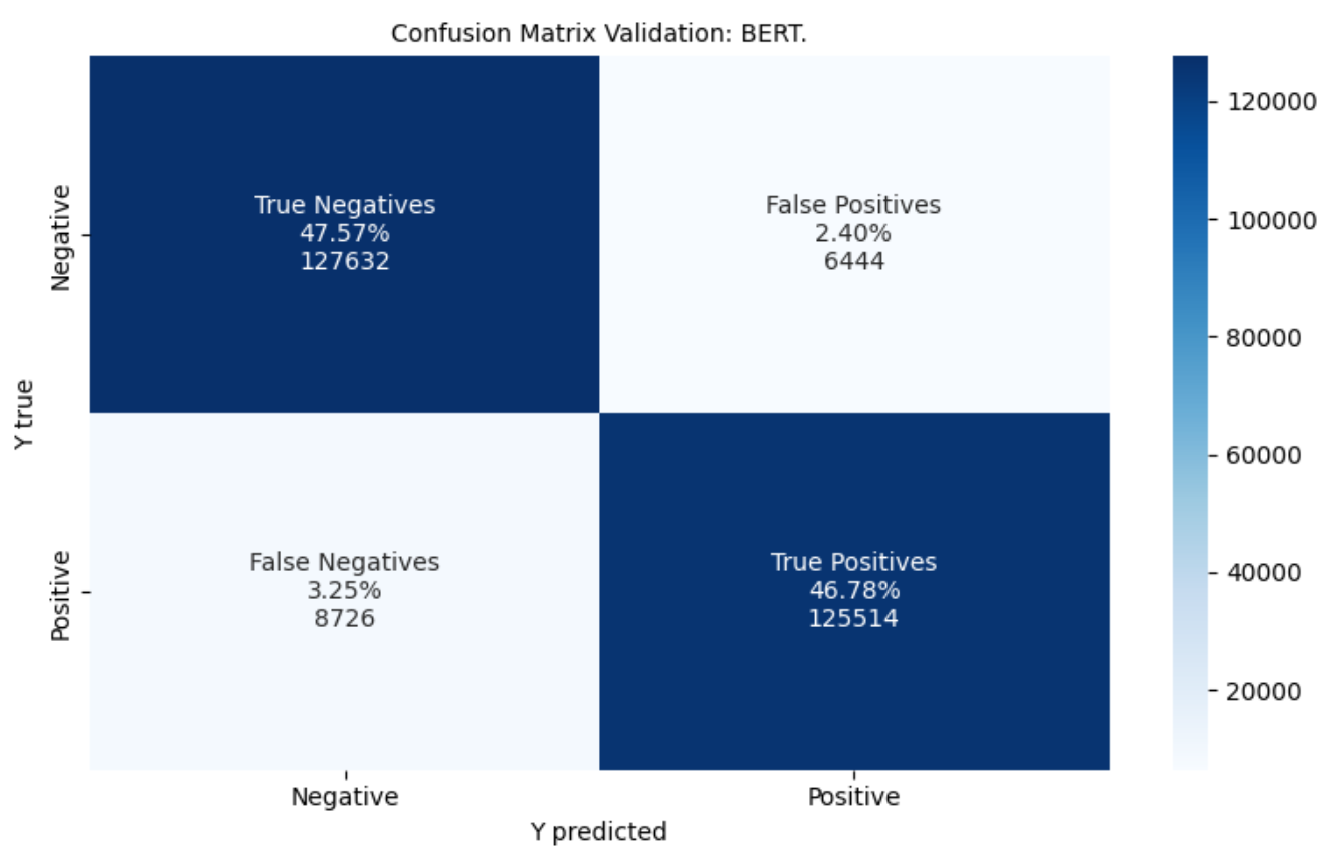 Confusion Matrix Validation: BERT.
True Negatives
47.57%
127632
False Positives
2.40%
6444
False Negatives
3.25%
8726
True Positives
46.78%
125514
Negative
Positive
Y true
Negative
Positive
Y predicted
120000
100000
80000
60000
40000
20000